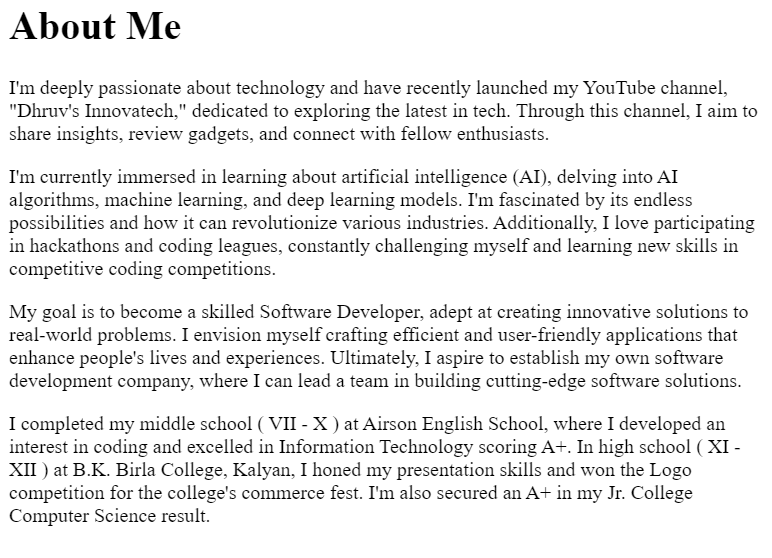 About Me
I'm deeply passionate about technology and have recently launched my YouTube channel,
"Dhruv's Innovatech," dedicated to exploring the latest in tech. Through this channel, I aim to
share insights, review gadgets, and connect with fellow enthusiasts.
I'm currently immersed in learning about artificial intelligence (AI), delving into AI
algorithms, machine learning, and deep learning models. I'm fascinated by its endless
possibilities and how it can revolutionize various industries. Additionally, I love participating
in hackathons and coding leagues, constantly challenging myself and learning new skills in
competitive coding competitions.
My goal is to become a skilled Software Developer, adept at creating innovative solutions to
real-world problems. I envision myself crafting efficient and user-friendly applications that
enhance people's lives and experiences. Ultimately, I aspire to establish my own software
development company, where I can lead a team in building cutting-edge software solutions.
I completed my middle school ( VII - X ) at Airson English School, where I developed an
interest in coding and excelled in Information Technology scoring A+. In high school ( XI -
XII ) at B.K. Birla College, Kalyan, I honed my presentation skills and won the Logo
competition for the college's commerce fest. I'm also secured an A+ in my Jr. College
Computer Science result.